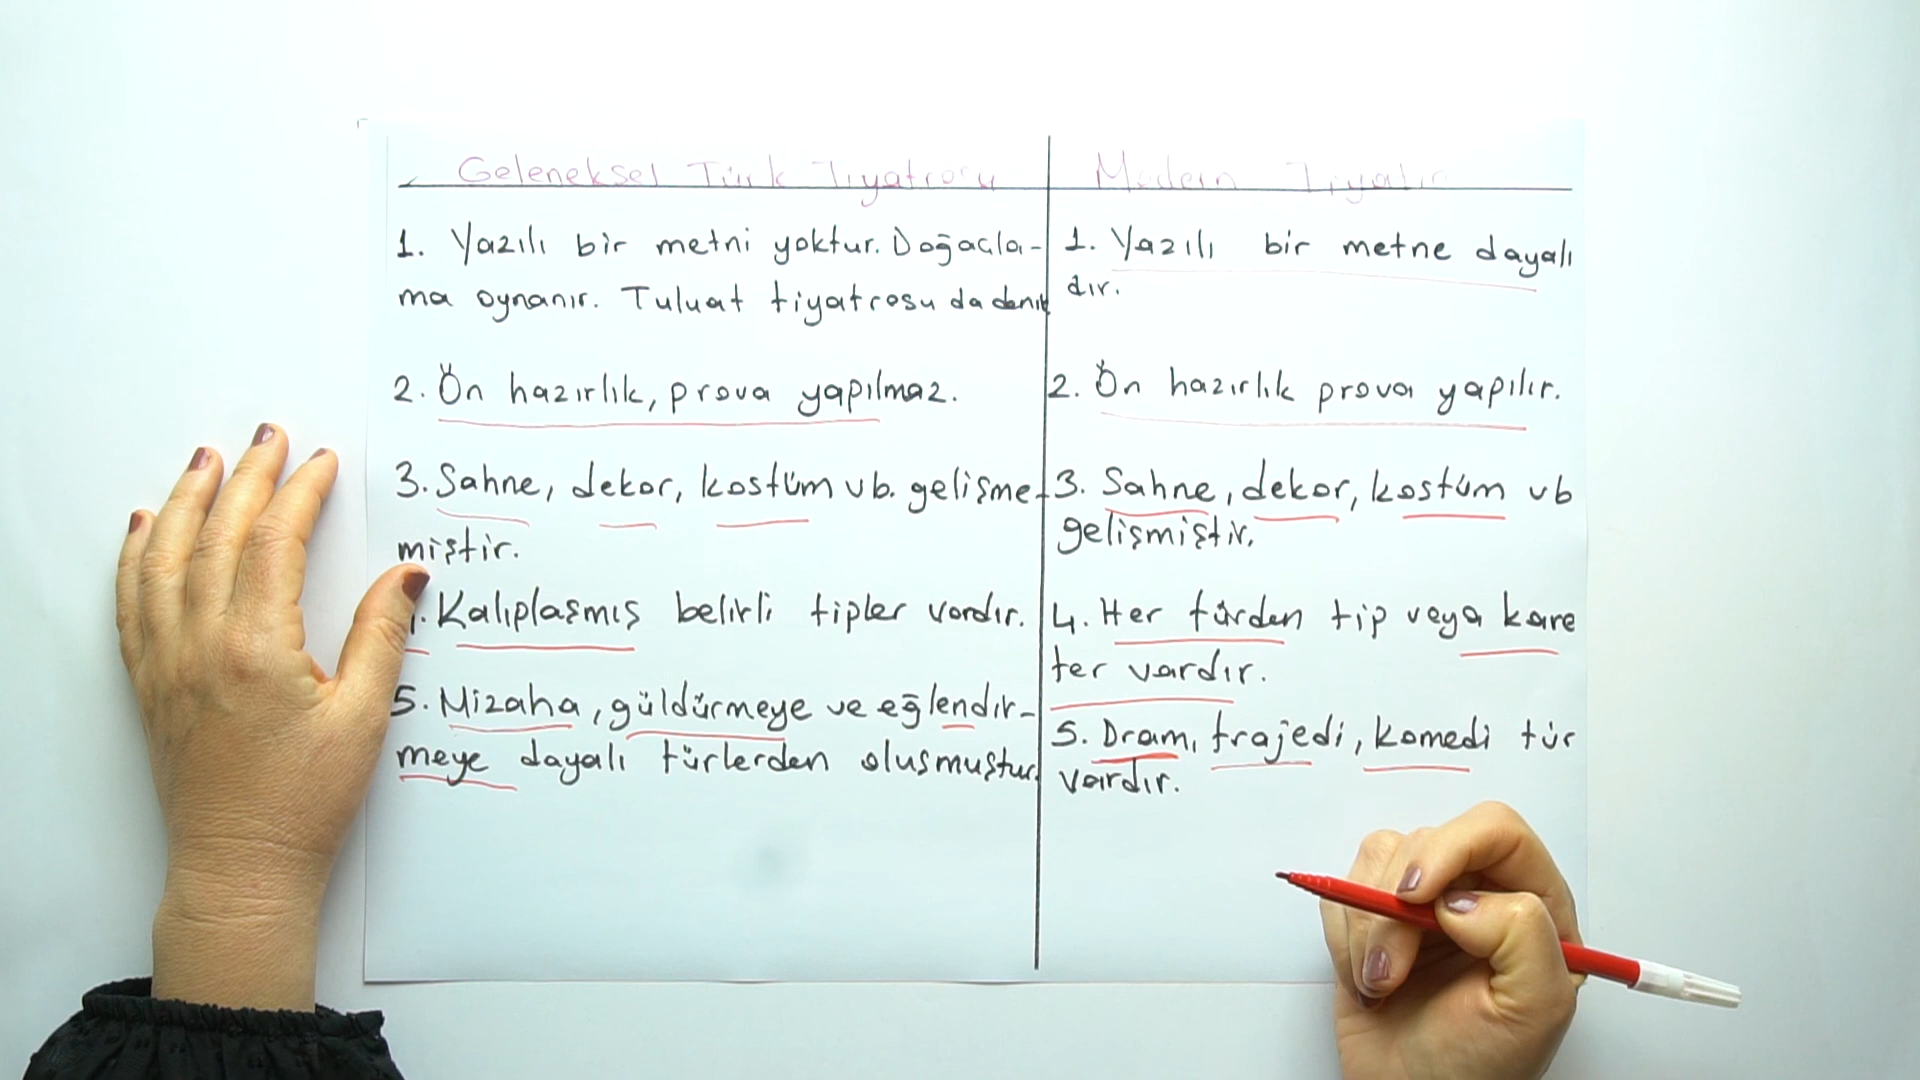 Geleneksel Türk Tiyatrosu
1. Yazılı bir metni yoktur. Doğaçla-
ma oynanır. Tuluat tiyatrosu da denir
2. Ön hazırlık, prova yapılmaz.
3. Sahne, dekor, kostüm vb. gelişme-
miştir.
4. Kalıplaşmış belirli tipler vardır.
5. Mizaha, güldürmeye ve eğlendir-
meye dayalı türlerden oluşmuştur.
Modern Tiyatro
1. Yazılı bir metne dayalı
dır.
2. Ön hazırlık prova yapılır.
3. Sahne, dekor, kostüm vb
gelişmiştir.
4. Her türden tip veya kare
ter vardır.
5. Dram, trajedi, komedi tür
vardır.